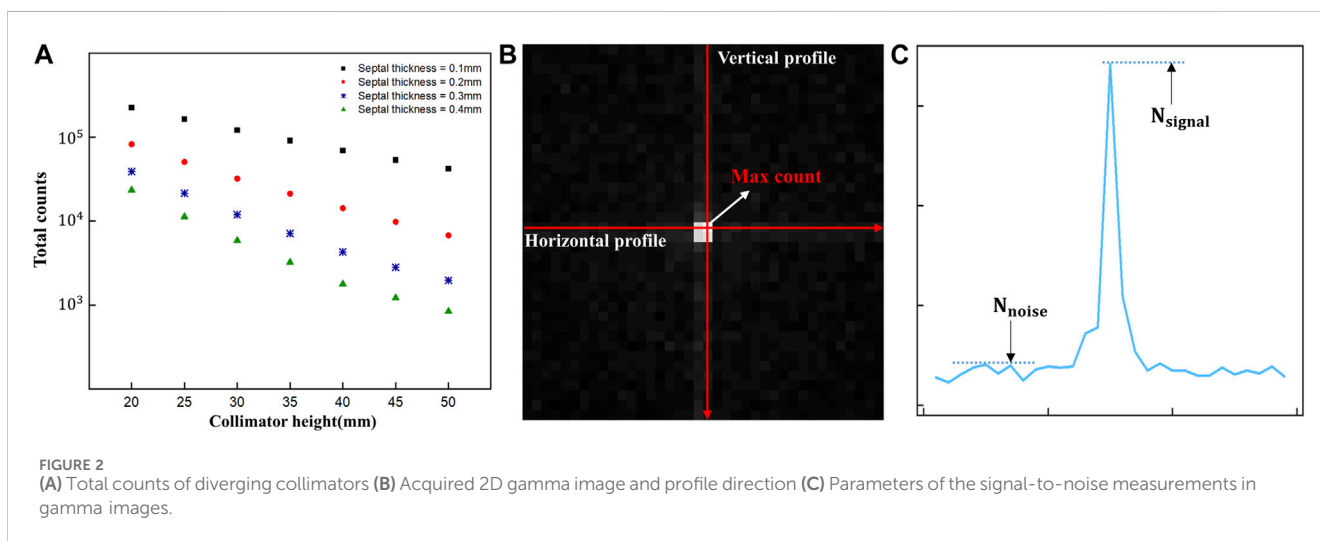 A
Septal thickness = 0.1mm
Septal thickness = 0.2mm
Septal thickness = 0.3mm
Septal thickness = 0.4mm
Total counts
10^5
10^4
10^3
20 25 30 35 40 45 50
Collimator height(mm)
B
Vertical profile
Max count
Horizontal profile
C
N_signal
N_noise
FIGURE 2
(A) Total counts of diverging collimators (B) Acquired 2D gamma image and profile direction (C) Parameters of the signal-to-noise measurements in
gamma images.